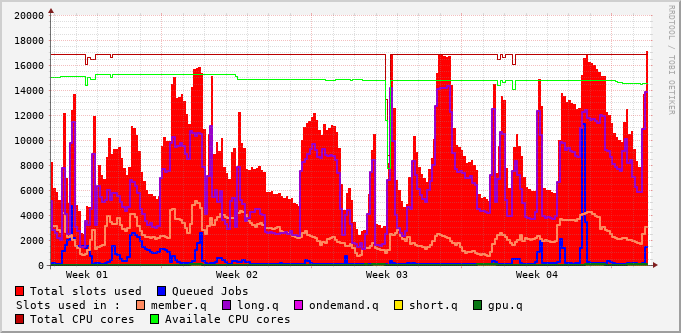 20000
18000
16000
14000
12000
10000
8000
6000
4000
2000
0
Week 01 Week 02 Week 03 Week 04
RRDTOOL / TOBI OETIKER
Total slots used Queued Jobs
Slots used in : member.q long.q ondemand.q short.q gpu.q
Total CPU cores Availale CPU cores